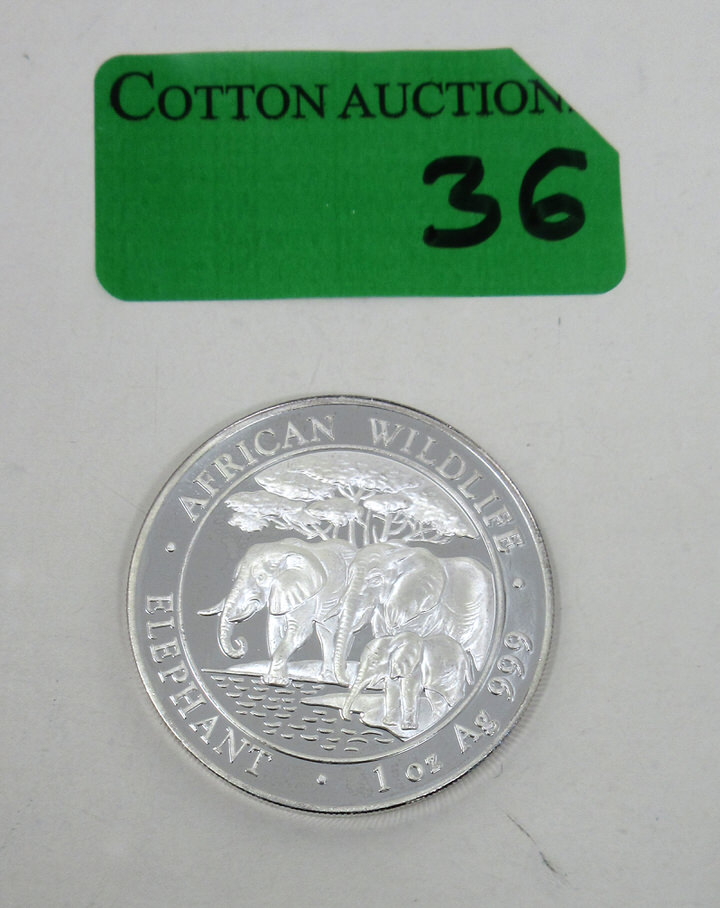 COTTON AUCTION
36
AFRICAN WILDLIFE
ELEPHANT · 1 oz Ag 999